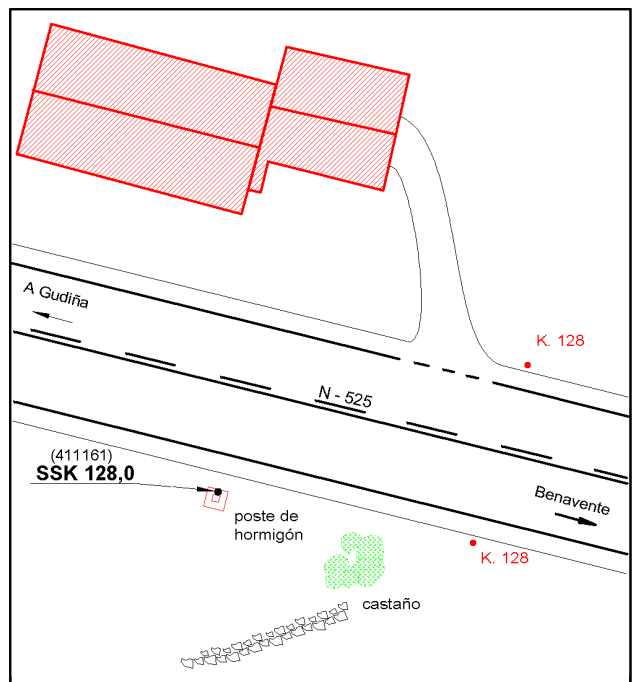 A Gudiña
K. 128
N - 525
(411161)
SSK 128,0
Benavente
poste de
hormigón
K. 128
castaño